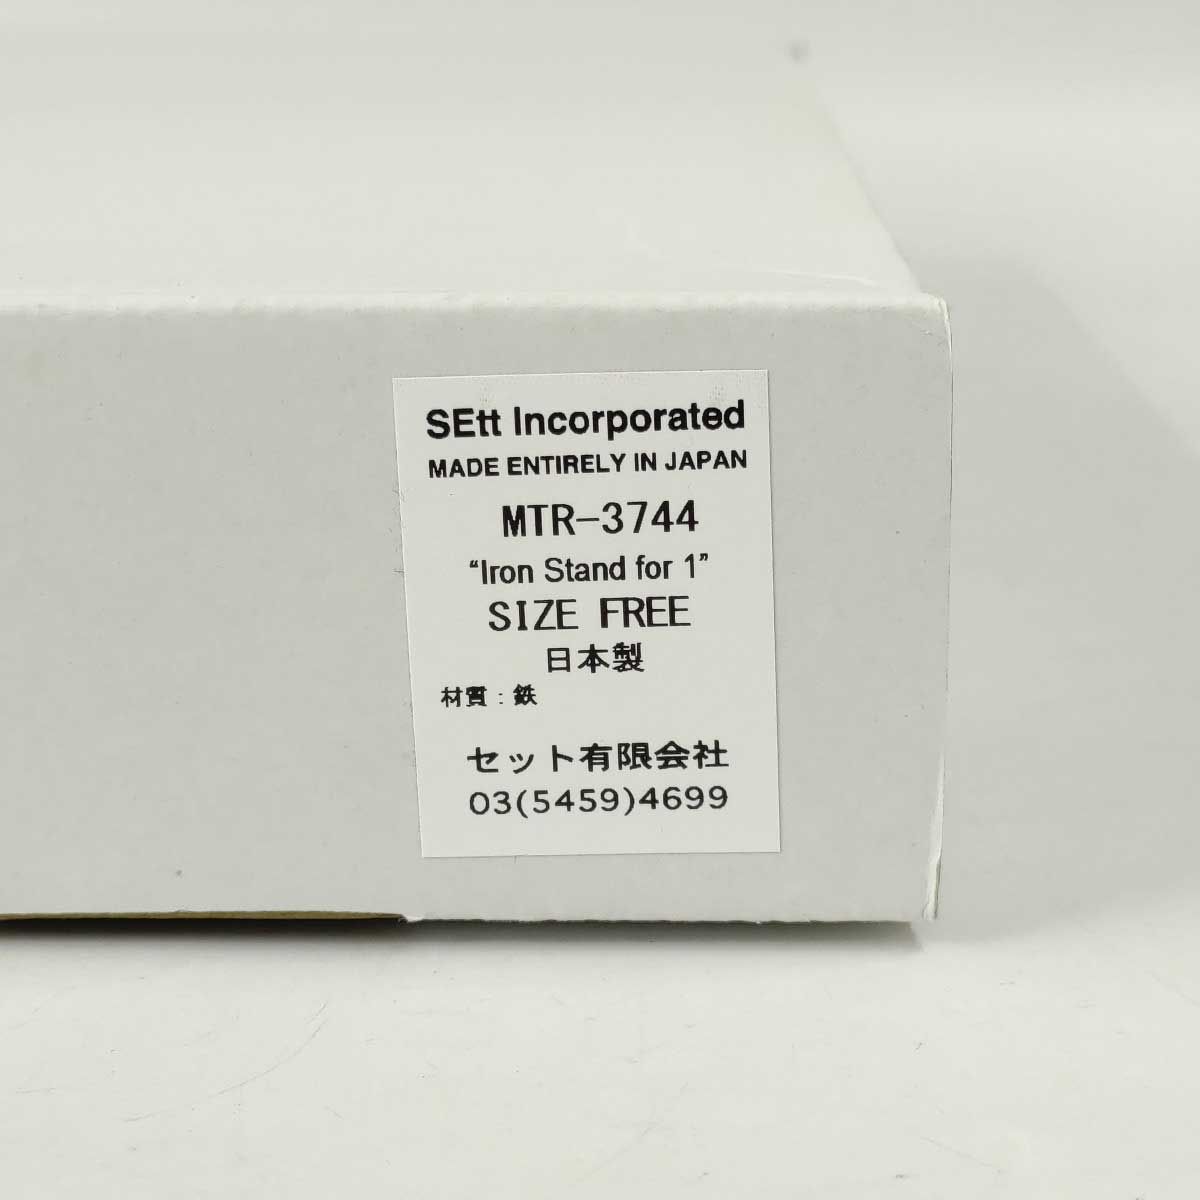 SEtt Incorporated
MADE ENTIRELY IN JAPAN
MTR-3744
“Iron Stand for 1”
SIZE FREE
日本製
材質：鉄
セット有限会社
03(5459)4699